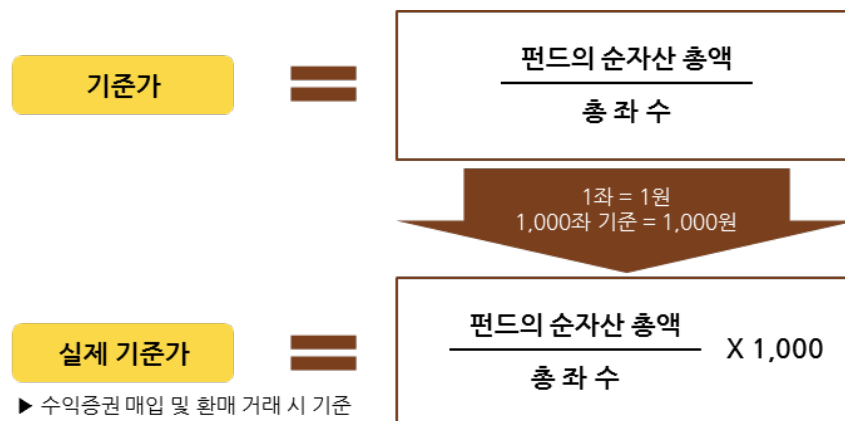 기준가
펀드의 순자산 총액
총 좌 수
1좌 = 1원
1,000좌 기준 = 1,000원
실제 기준가
펀드의 순자산 총액
총 좌 수
X 1,000
▶ 수익증권 매입 및 환매 거래 시 기준